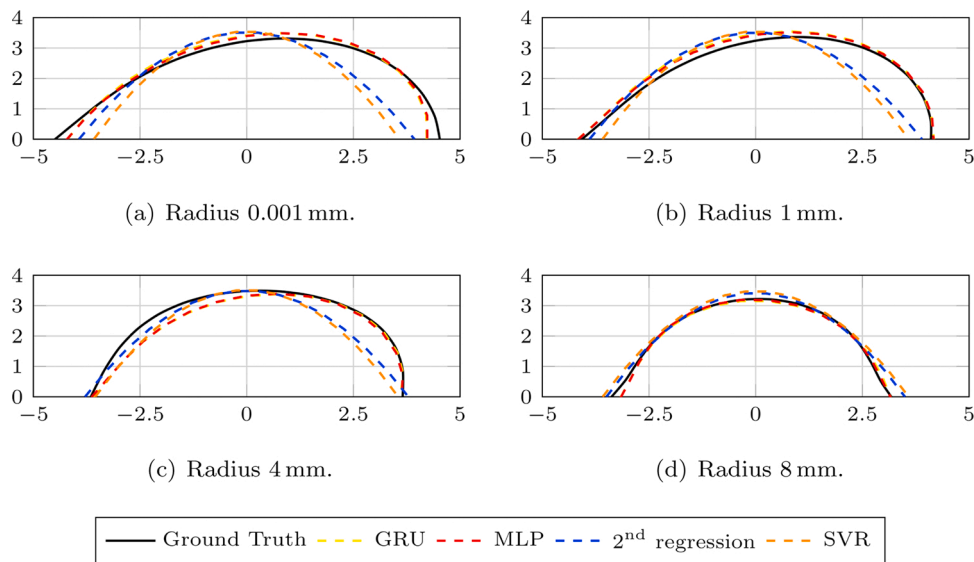 4
3
2
1
0
−5 −2.5 0 2.5 5
(a) Radius 0.001 mm.
4
3
2
1
0
−5 −2.5 0 2.5 5
(b) Radius 1 mm.
4
3
2
1
0
−5 −2.5 0 2.5 5
(c) Radius 4 mm.
4
3
2
1
0
−5 −2.5 0 2.5 5
(d) Radius 8 mm.
Ground Truth GRU MLP 2nd regression SVR